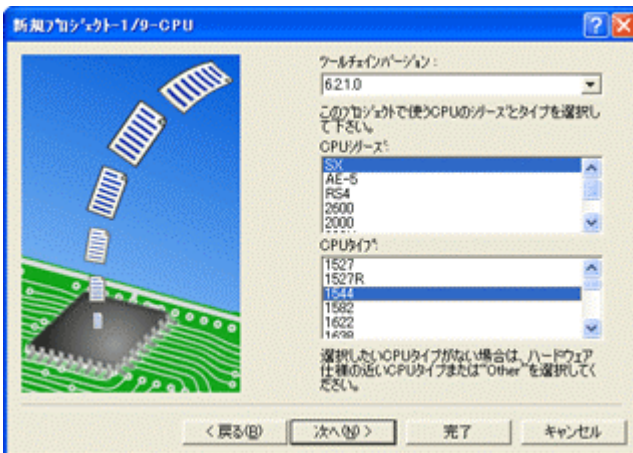 新規プロジェクト-1/9-CPU
ツールチェインバージョン :
6.2.1.0
このプロジェクトで使うCPUのシリーズとタイプを選択し
て下さい。
CPUシリーズ:
SX
AE-5
RS4
2600
2000
CPUタイプ:
1527
1527R
1544
1582
1622
1638
選択したいCPUタイプがない場合は、ハードウェア
仕様の近いCPUタイプまたは"Other"を選択してく
ださい。
< 戻る(B)
次へ(N) >
完了
キャンセル